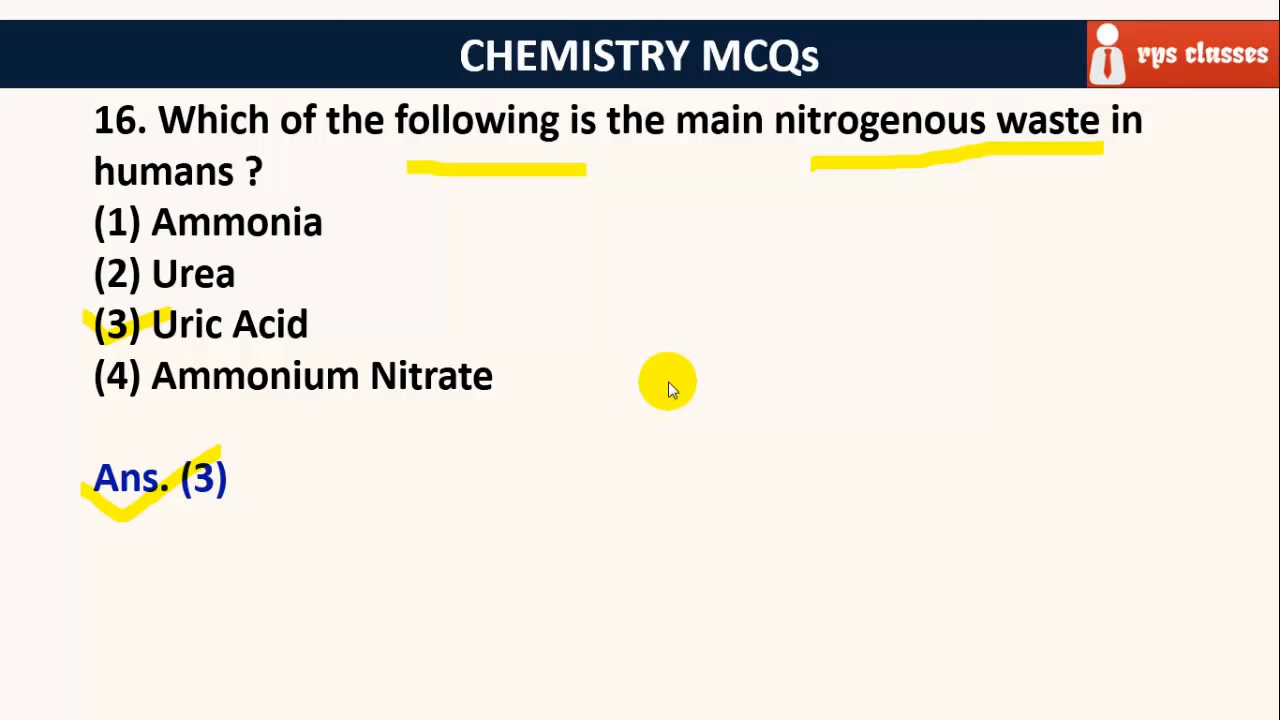 CHEMISTRY MCQs
rps classes
16. Which of the following is the main nitrogenous waste in
humans ?
(1) Ammonia
(2) Urea
(3) Uric Acid
(4) Ammonium Nitrate
Ans. (3)